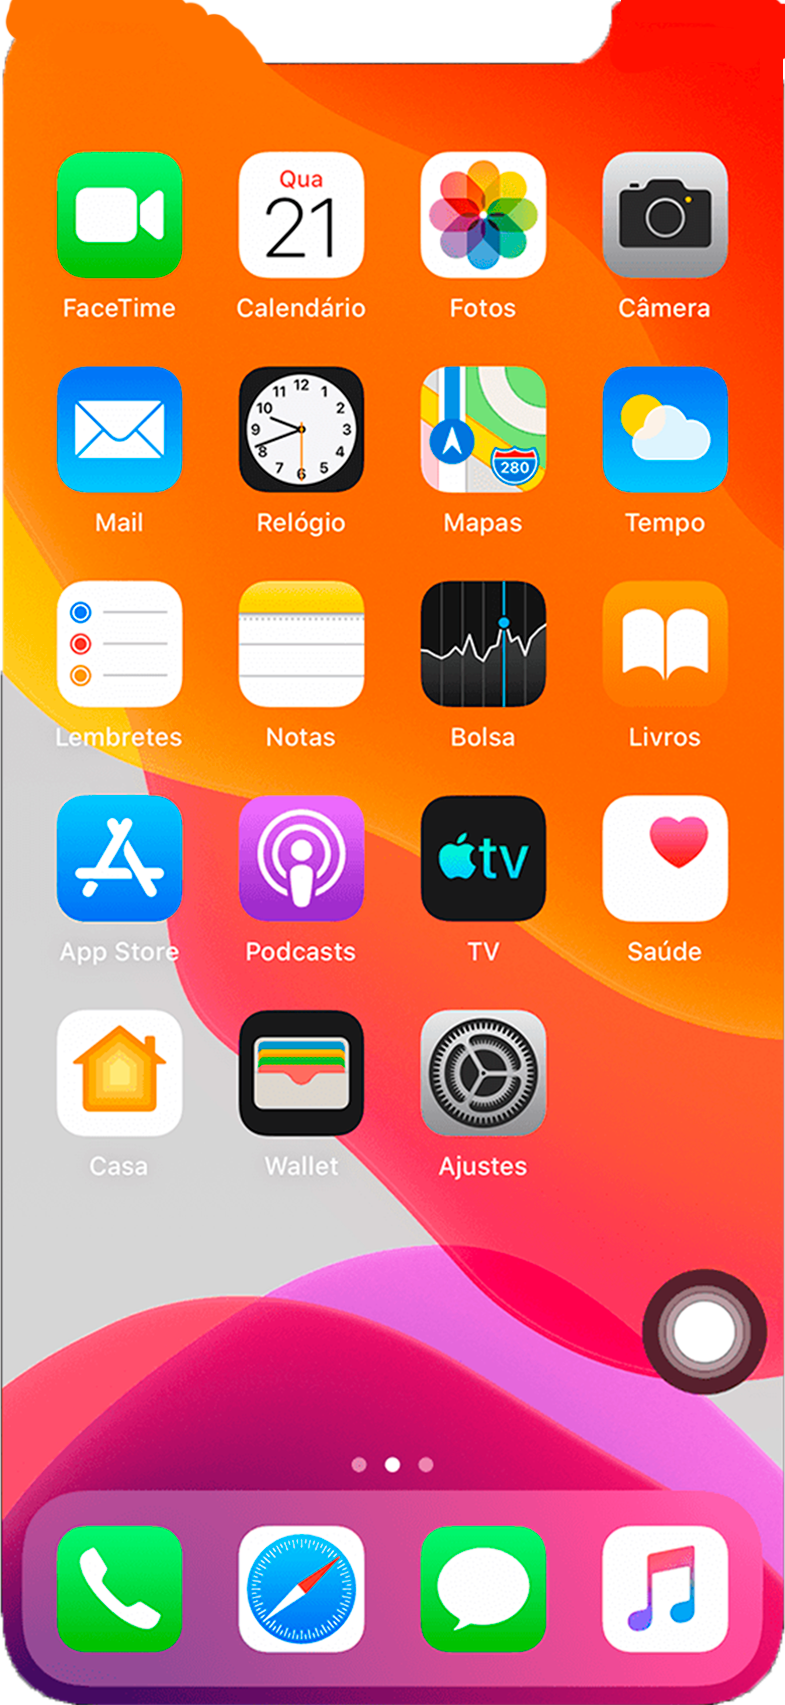 Qua
21
FaceTime Calendário Fotos Câmera
12
11 1
10 2
9 3
8 4
7 5
6
280
Mail Relógio Mapas Tempo
Lembretes Notas Bolsa Livros
tv
App Store Podcasts TV Saúde
Casa Wallet Ajustes